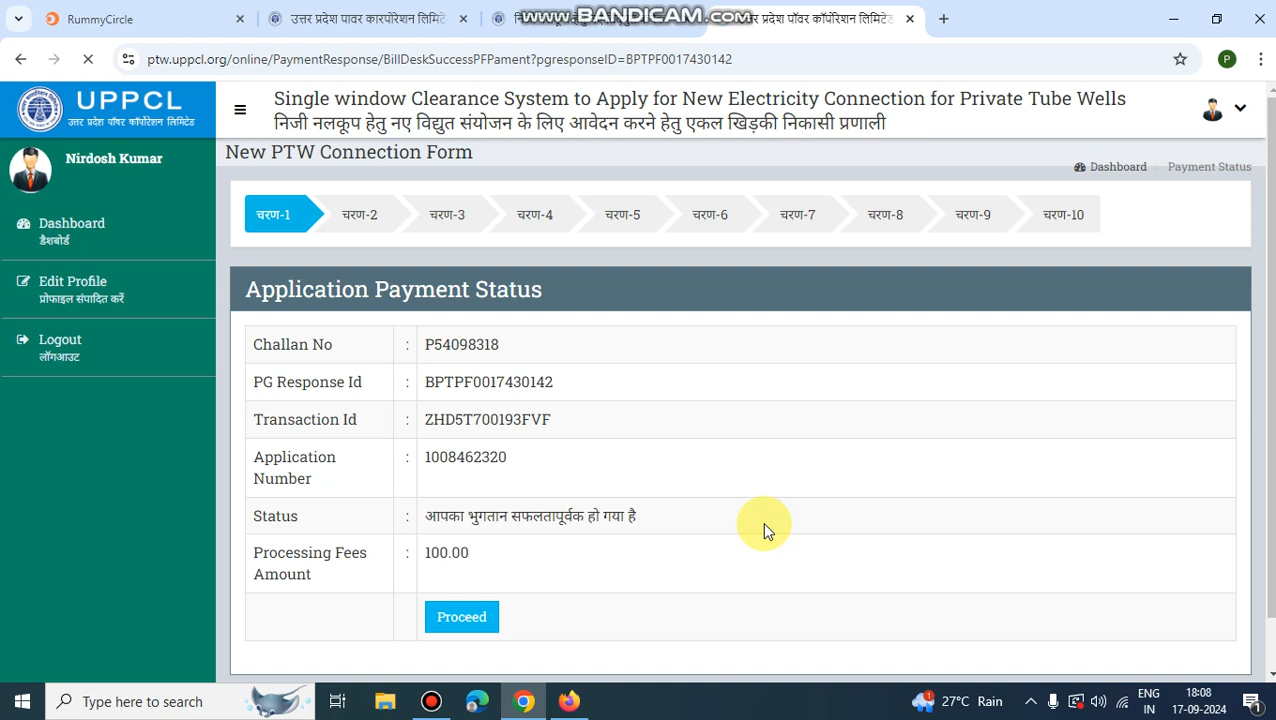 RummyCircle
उत्तर प्रदेश पावर कारपोरेशन लिमिटे
www.BANDICAM.com
प्रदेश पॉवर कॉर्पोरेशन लिमिटेड
ptw.uppcl.org/online/PaymentResponse/BillDeskSuccessPFPament?pgresponseID=BPTPF0017430142
P
UPPCL
उत्तर प्रदेश पॉवर कॉर्पोरेशन लिमिटेड
Single window Clearance System to Apply for New Electricity Connection for Private Tube Wells
निजी नलकूप हेतु नए विद्युत संयोजन के लिए आवेदन करने हेतु एकल खिड़की निकासी प्रणाली
Nirdosh Kumar
New PTW Connection Form
Dashboard > Payment Status
Dashboard
डैशबोर्ड
Edit Profile
प्रोफाइल संपादित करें
Logout
लॉगआउट
चरण-1 चरण-2 चरण-3 चरण-4 चरण-5 चरण-6 चरण-7 चरण-8 चरण-9 चरण-10
Application Payment Status
Challan No : P54098318
PG Response Id : BPTPF0017430142
Transaction Id : ZHD5T700193FVF
Application : 1008462320
Number
Status : आपका भुगतान सफलतापूर्वक हो गया है
Processing Fees : 100.00
Amount
Proceed
Type here to search
1
27°C Rain
ENG
IN
18:08
17-09-2024
1